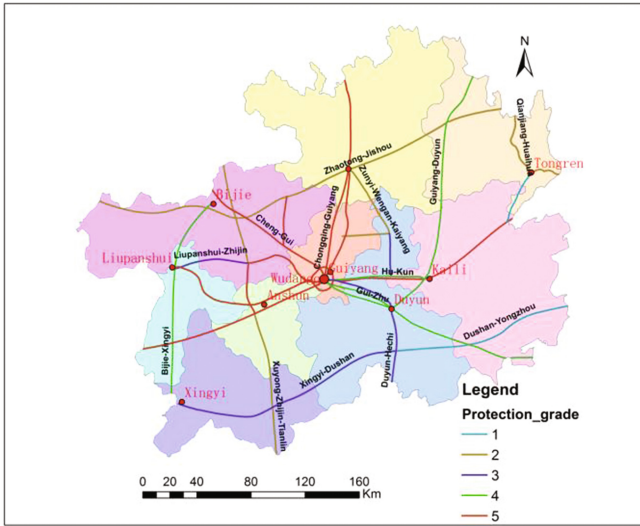 N
Qianjiang-Huaihua
Zhaotong-Jishou
Tongren
Guiyang-Duyun
Zunyi-Wengan-Kaiyang
Bijie
Chongqing-Guiyang
Cheng-Gui
Liupanshui
Liupanshui-Zhijin
Guiyang
Wudang
Hu-Kun
Kaili
Anshun
Gui-Zhu
Duyun
Dushan-Yongzhou
Bijie-Xingyi
Xingyi-Dushan
Duyun-Hechi
Xuyong-Zhijin-Tianlin
Xingyi
Legend
Protection_grade
1
2
3
4
5
0 20 40 80 120 160
Km